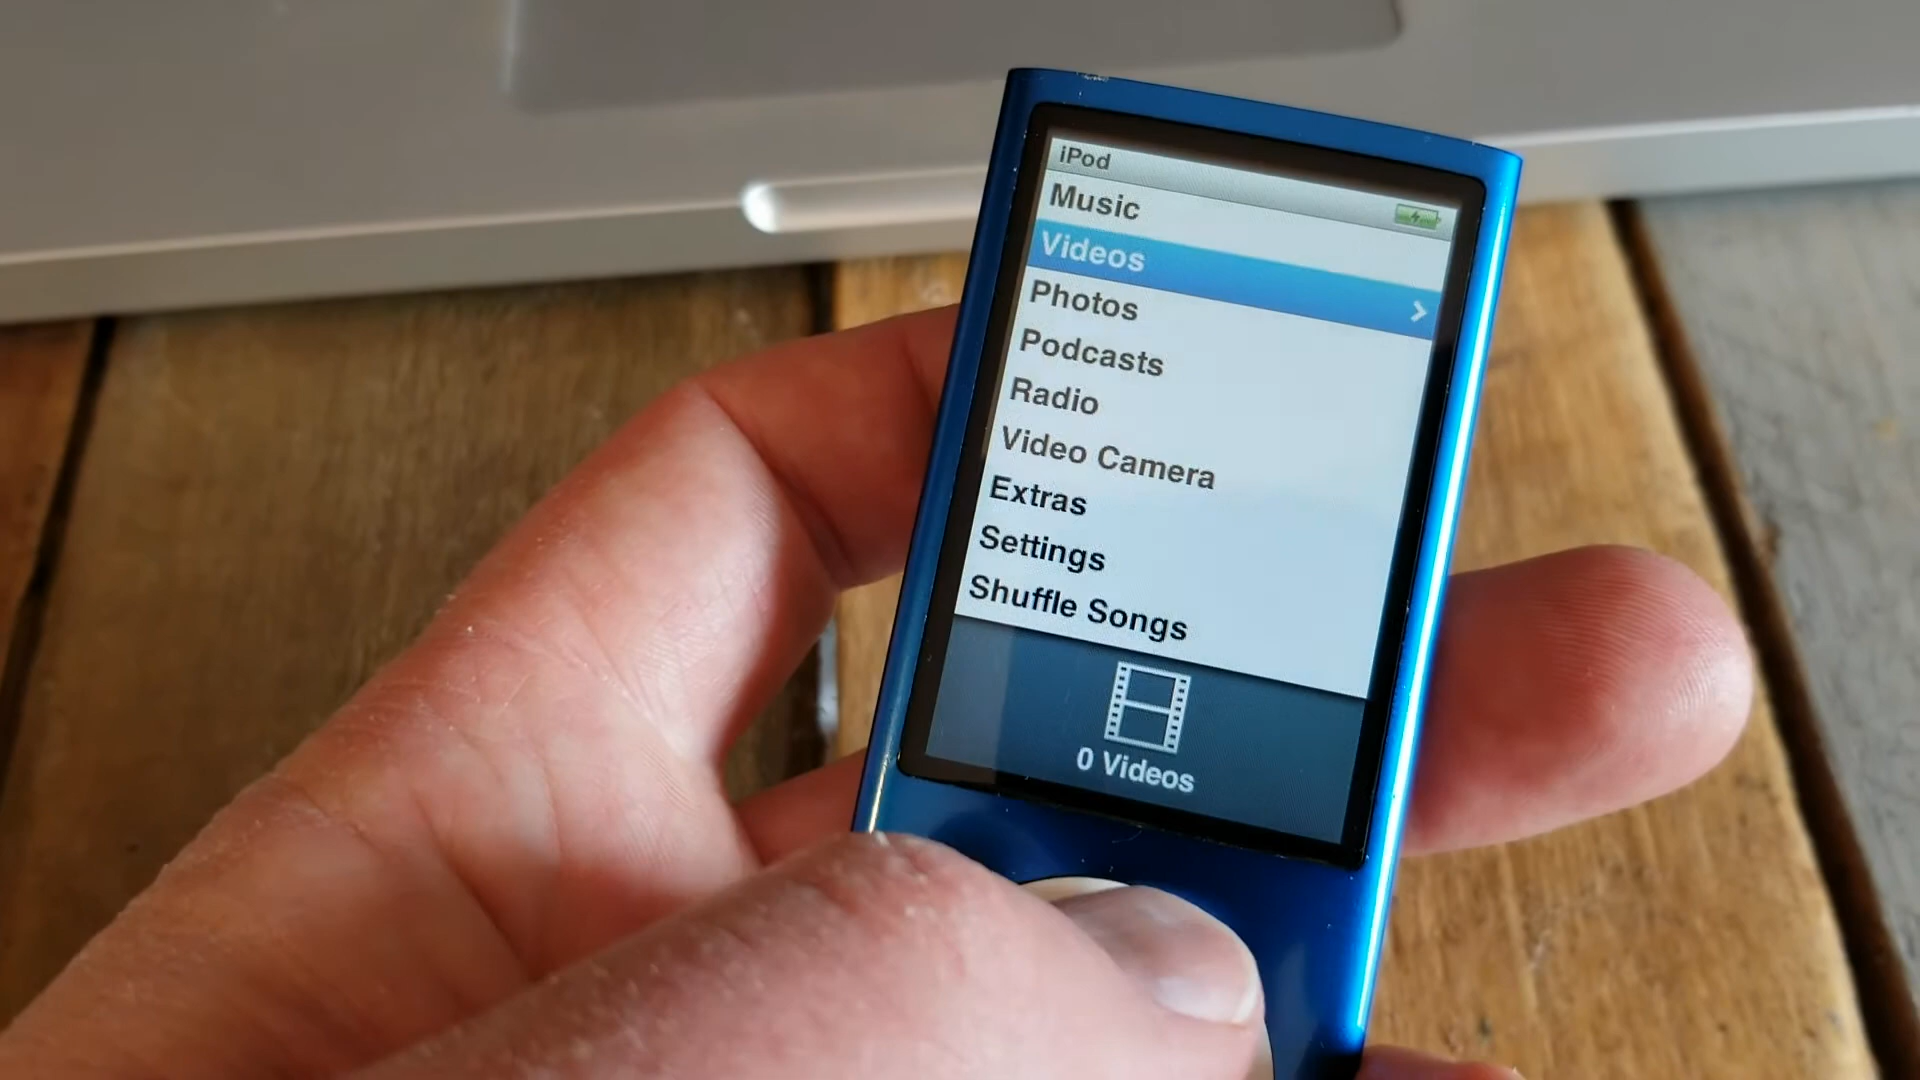 iPod
Music
Videos
Photos
Podcasts
Radio
Video Camera
Extras
Settings
Shuffle Songs
0 Videos